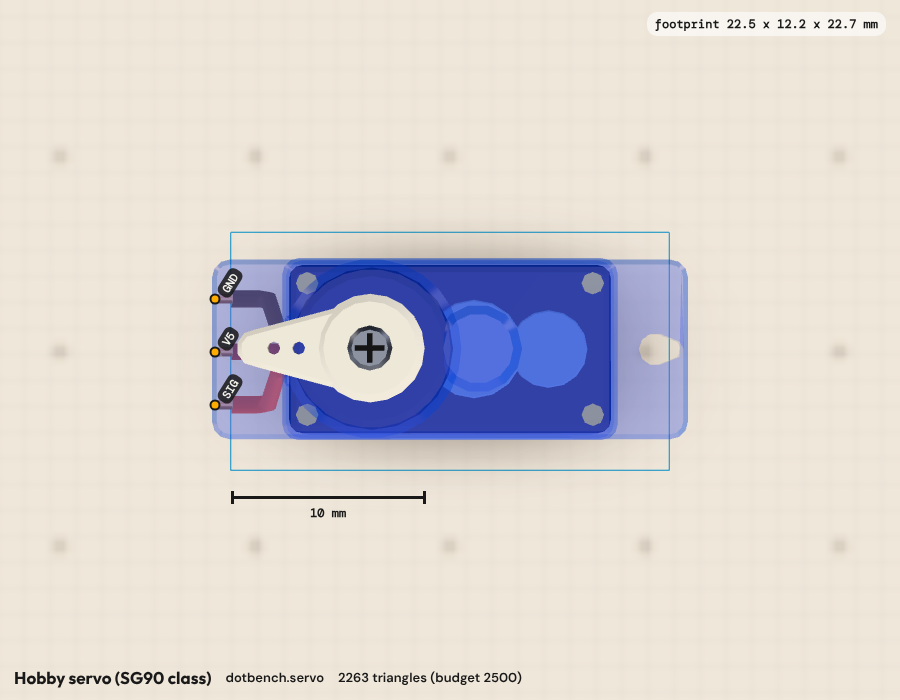 footprint 22.5 x 12.2 x 22.7 mm
GND
V5
SIG
10 mm
Hobby servo (SG90 class) dotbench.servo 2263 triangles (budget 2500)